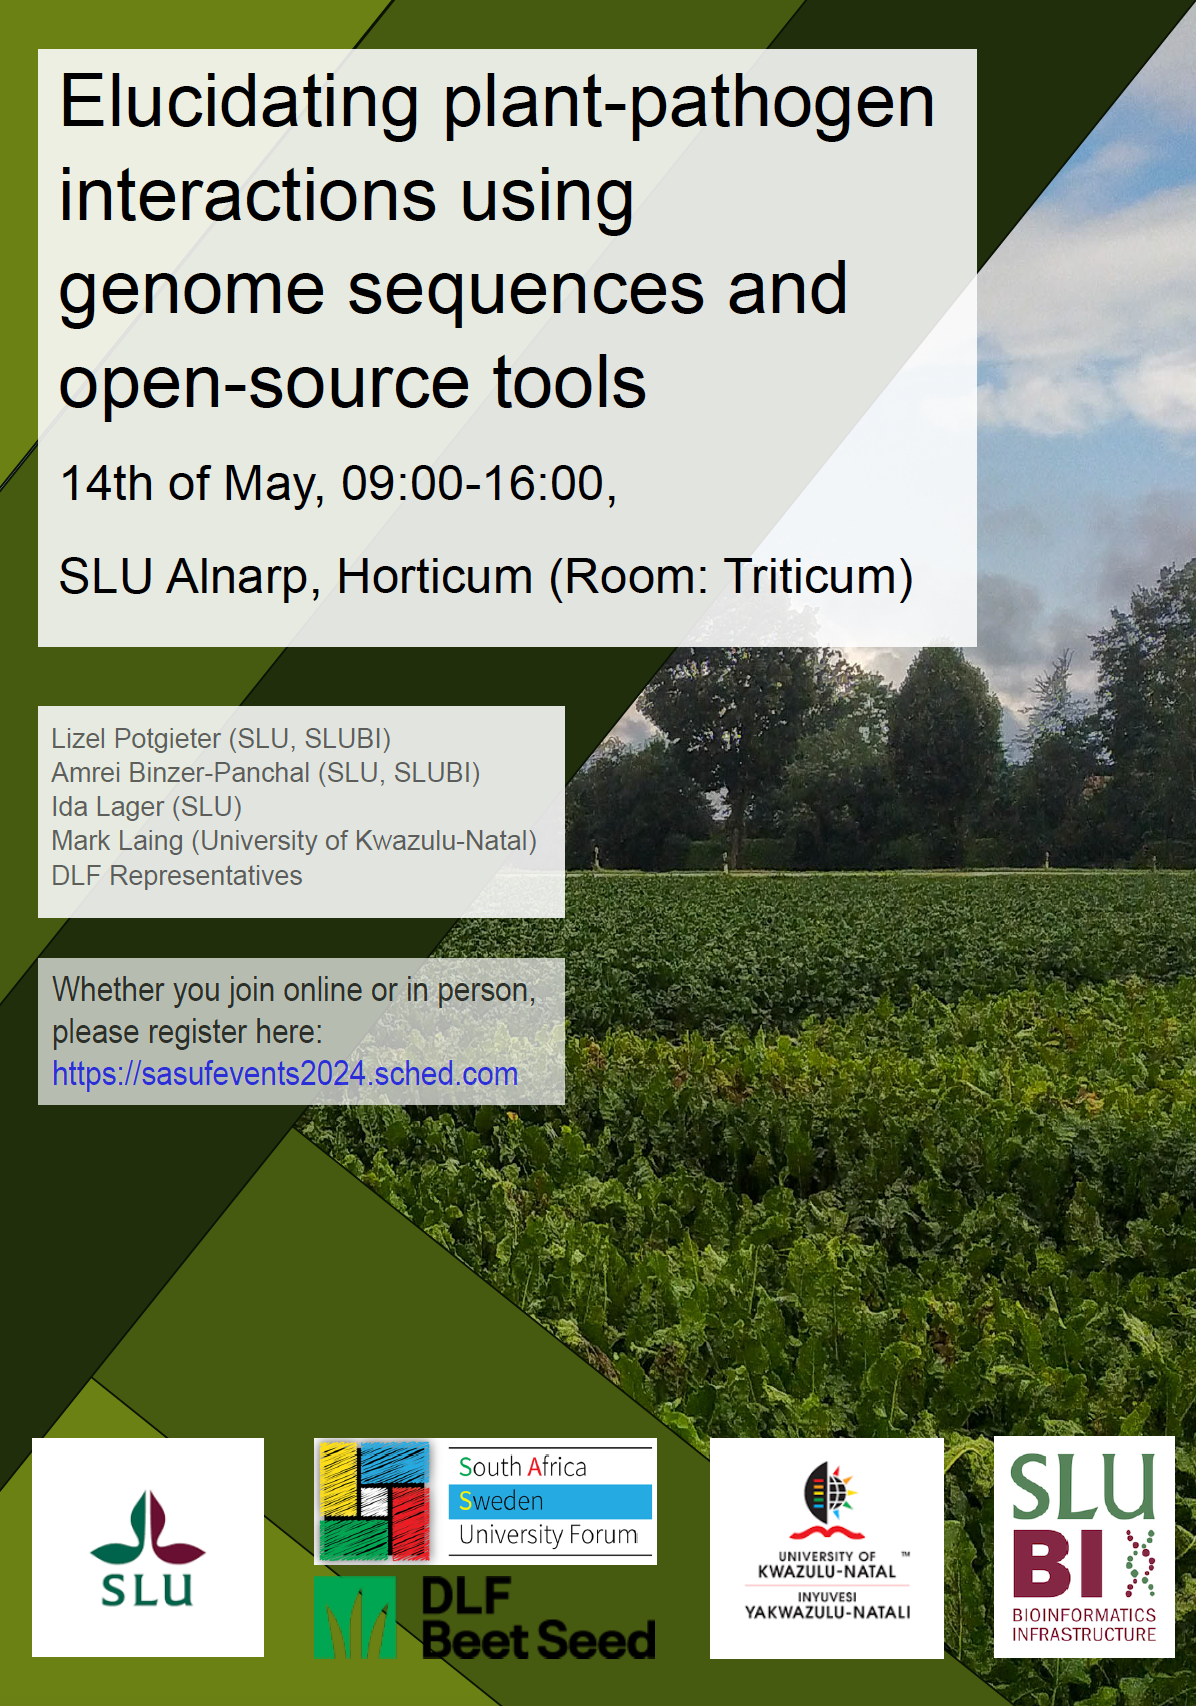 Elucidating plant-pathogen
interactions using
genome sequences and
open-source tools
14th of May, 09:00-16:00,
SLU Alnarp, Horticum (Room: Triticum)
Lizel Potgieter (SLU, SLUBI)
Amrei Binzer-Panchal (SLU, SLUBI)
Ida Lager (SLU)
Mark Laing (University of Kwazulu-Natal)
DLF Representatives
Whether you join online or in person,
please register here:
https://sasufevents2024.sched.com
SLU
South Africa
Sweden
University Forum
DLF
Beet Seed
UNIVERSITY OF ™
KWAZULU-NATAL
INYUVESI
YAKWAZULU-NATALI
SLU
BI
BIOINFORMATICS
INFRASTRUCTURE